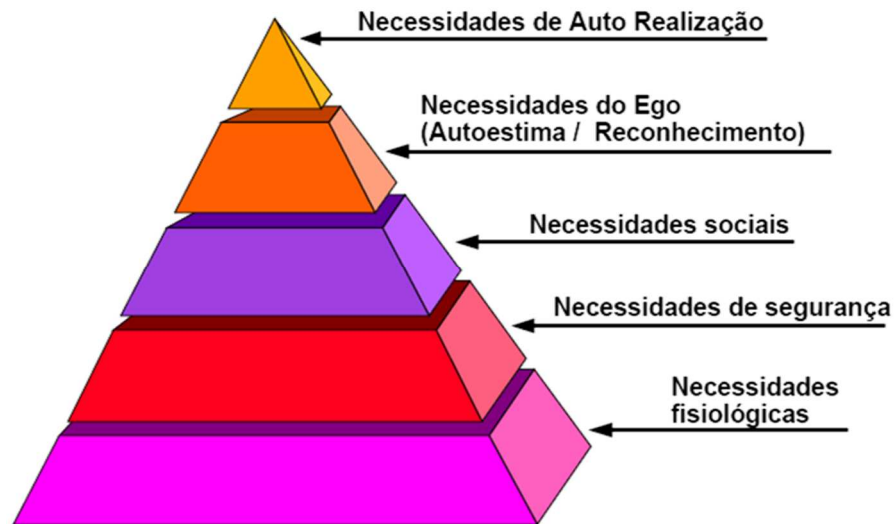 Necessidades de Auto Realização
Necessidades do Ego
(Autoestima / Reconhecimento)
Necessidades sociais
Necessidades de segurança
Necessidades
fisiológicas